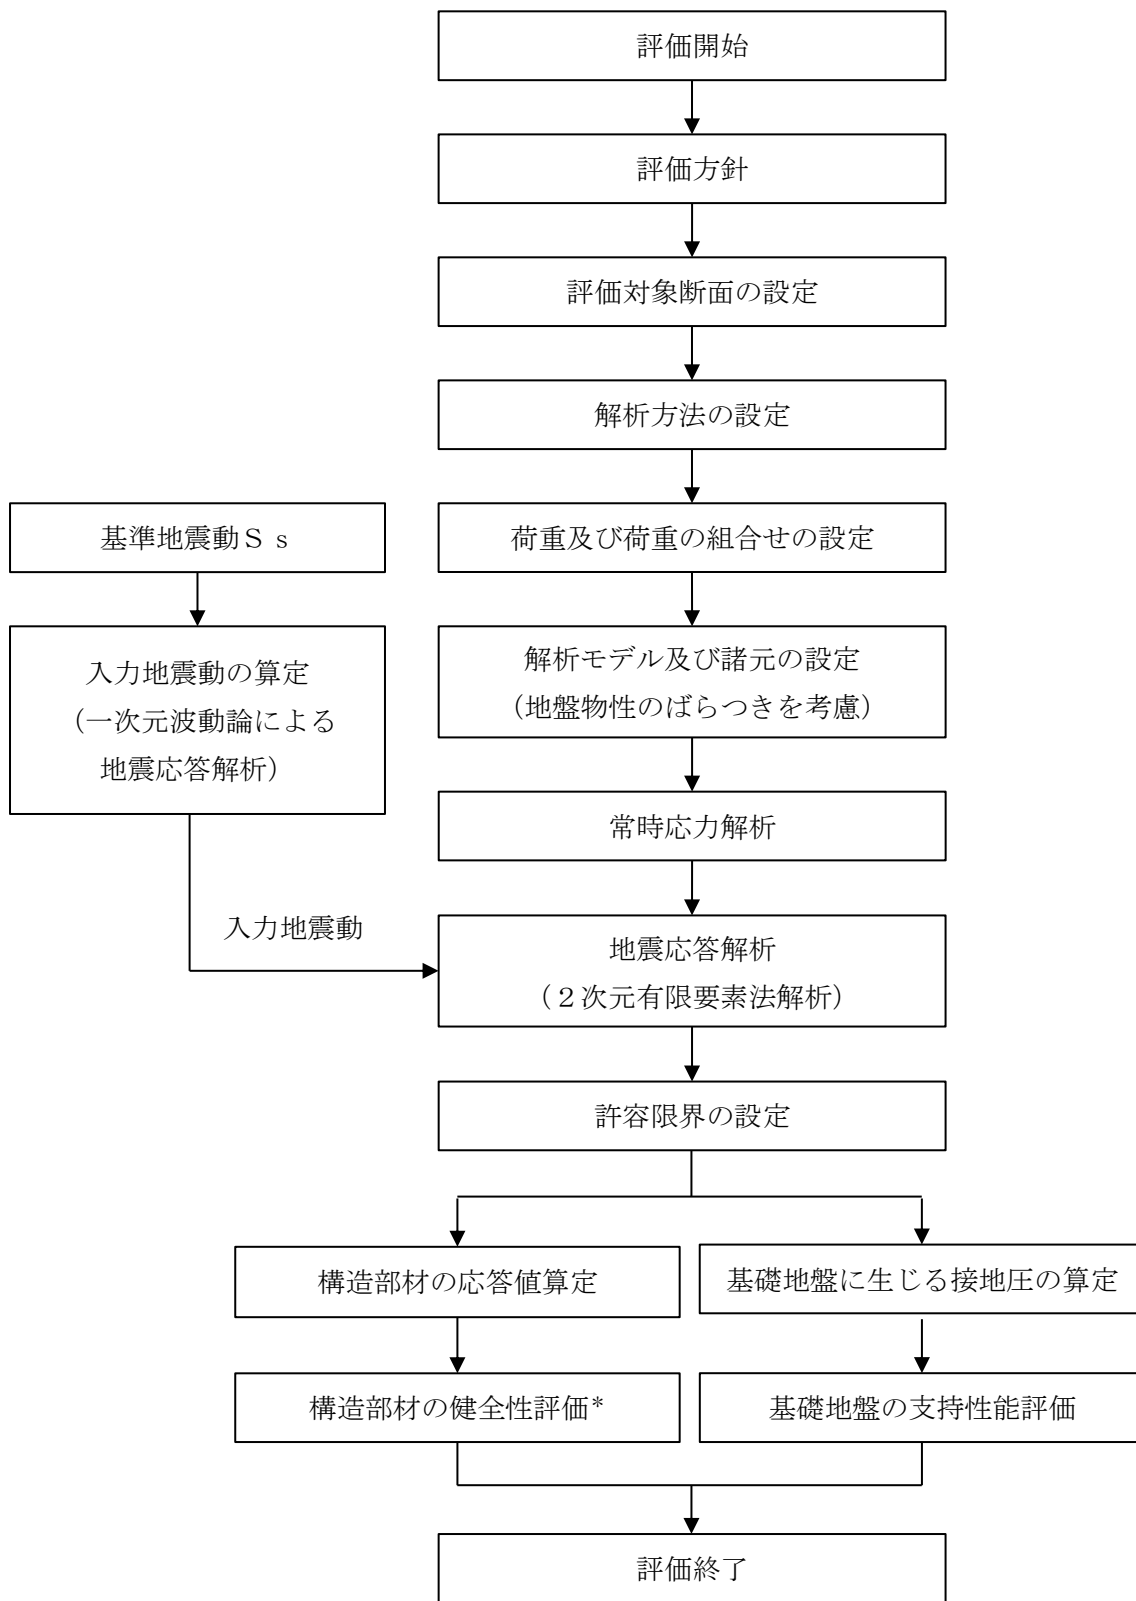 評価開始
評価方針
評価対象断面の設定
解析方法の設定
基準地震動Ｓｓ
荷重及び荷重の組合せの設定
入力地震動の算定
（一次元波動論による
地震応答解析）
解析モデル及び諸元の設定
（地盤物性のばらつきを考慮）
常時応力解析
入力地震動
地震応答解析
（２次元有限要素法解析）
許容限界の設定
構造部材の応答値算定
基礎地盤に生じる接地圧の算定
構造部材の健全性評価*
基礎地盤の支持性能評価
評価終了